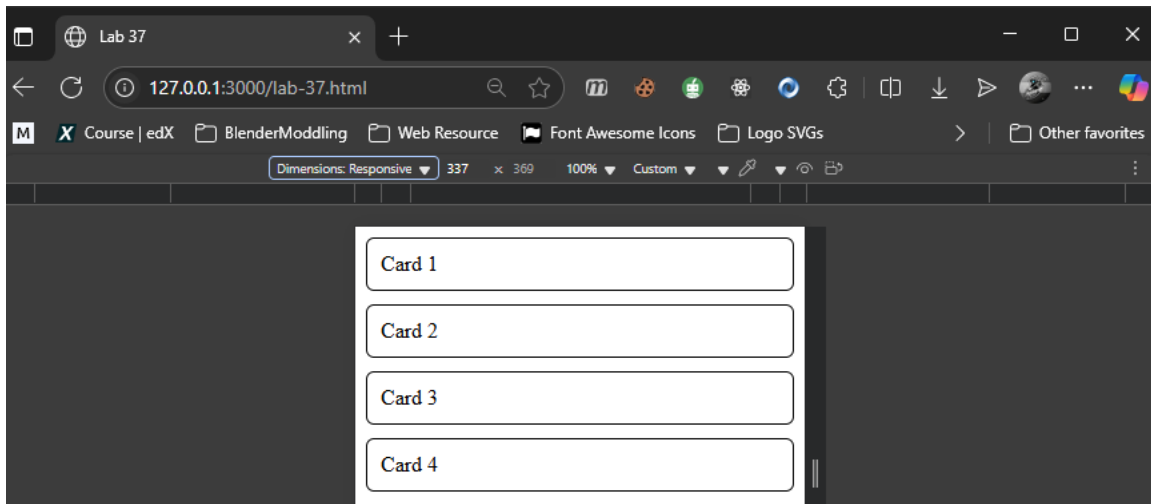 Lab 37
127.0.0.1:3000/lab-37.html
M X Course | edX BlenderModdling Web Resource Font Awesome Icons Logo SVGs Other favorites
Dimensions: Responsive 337 x 369 100% Custom
Card 1
Card 2
Card 3
Card 4